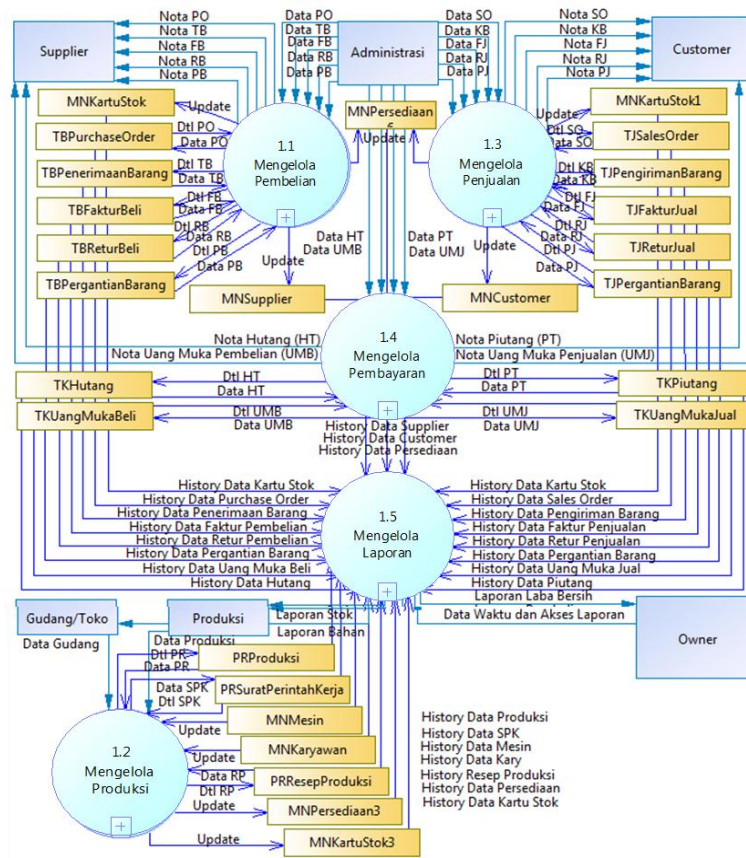 Nota PO
Nota TB
Nota FB
Nota RB
Nota PB
Supplier
Data PO
Data TB
Data FB
Data RB
Data PB
Administrasi
Data SO
Data KB
Data FJ
Data RJ
Data PJ
Nota SO
Nota KB
Nota FJ
Nota RJ
Nota PJ
Customer
MNKartuStok
Update
TBPurchaseOrder
Dtl PO
Data PO
TBPenerimaanBarang
Dtl TB
Data TB
TBFakturBeli
Dtl FB
Data FB
TBReturBeli
Dtl RB
Data RB
TBPergantianBarang
Dtl PB
Data PB
1.1
Mengelola
Pembelian
MNPersediaan
Update
1.3
Mengelola
Penjualan
MNKartuStok1
Update
Dtl SO
TJSalesOrder
Data SO
Dtl KB
TJPengirimanBarang
Data KB
Dtl FJ
TJFakturJual
Data FJ
Dtl RJ
TJReturJual
Data RJ
Dtl PJ
TJPergantianBarang
Data PJ
Update
MNSupplier
Data HT
Data UMB
Data PT
Data UMJ
Update
MNCustomer
1.4
Mengelola
Pembayaran
Nota Hutang (HT)
Nota Uang Muka Pembelian (UMB)
Nota Piutang (PT)
Nota Uang Muka Penjualan (UMJ)
TKHutang
Dtl HT
Data HT
TKUangMukaBeli
Dtl UMB
Data UMB
Dtl PT
Data PT
TKPiutang
Dtl UMJ
Data UMJ
TKUangMukaJual
History Data Supplier
History Data Customer
History Data Persediaan
History Data Kartu Stok
History Data Purchase Order
History Data Penerimaan Barang
History Data Faktur Pembelian
History Data Retur Pembelian
History Data Pergantian Barang
History Data Uang Muka Beli
History Data Hutang
1.5
Mengelola
Laporan
History Data Kartu Stok
History Data Sales Order
History Data Pengiriman Barang
History Data Faktur Penjualan
History Data Retur Penjualan
History Data Pergantian Barang
History Data Uang Muka Jual
History Data Piutang
Laporan Laba Bersih
Data Waktu dan Akses Laporan
Owner
Gudang/Toko
Data Gudang
Produksi
Laporan Stok
Laporan Bahan
Data Produksi
Dtl PR
Data PR
PRProduksi
Data SPK
Dtl SPK
PRSuratPerintahKerja
MNMesin
Update
MNKaryawan
Update
Data RP
Dtl RP
PRResepProduksi
Update
MNPersediaan3
Update
MNKartuStok3
1.2
Mengelola
Produksi
History Data Produksi
History Data SPK
History Data Mesin
History Data Kary
History Resep Produksi
History Data Persediaan
History Data Kartu Stok